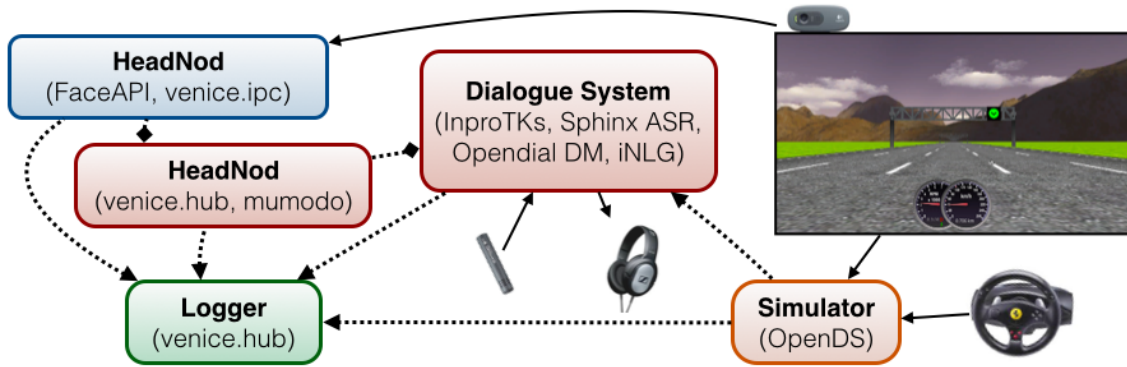 HeadNod
(FaceAPI, venice.ipc)
HeadNod
(venice.hub, mumodo)
Dialogue System
(InproTKs, Sphinx ASR,
Opendial DM, iNLG)
Logger
(venice.hub)
Simulator
(OpenDS)
km/h